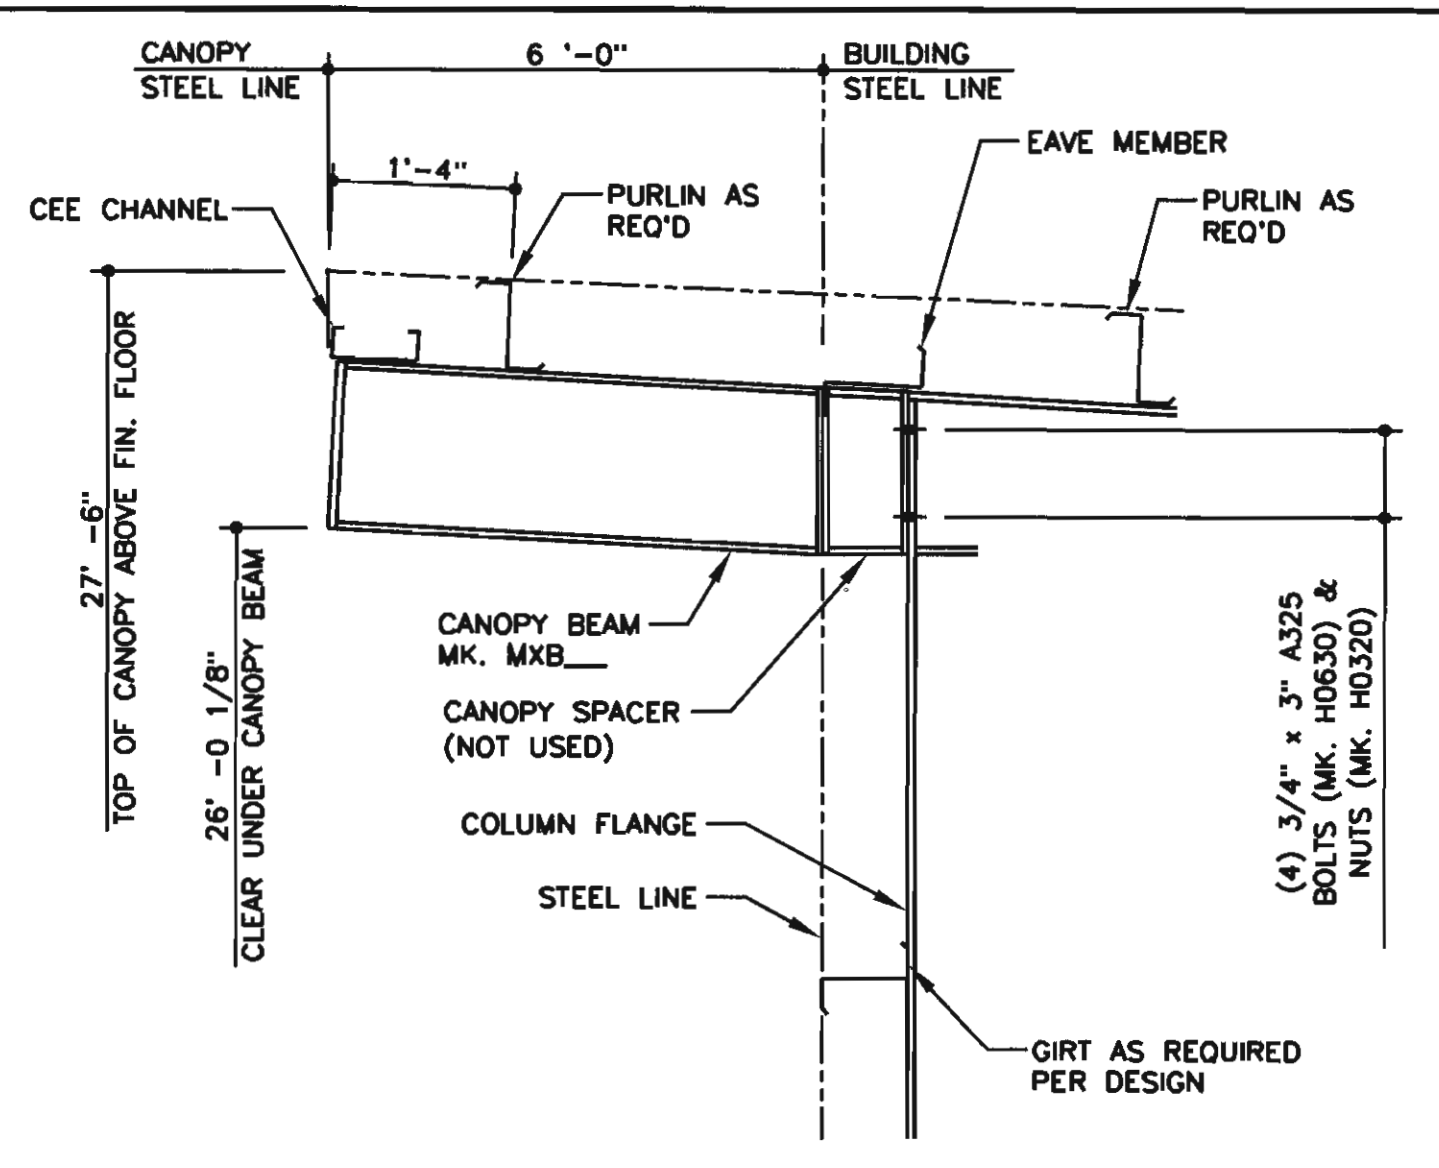 CANOPY
STEEL LINE
6 '-0"
BUILDING
STEEL LINE
EAVE MEMBER
1'-4"
CEE CHANNEL
PURLIN AS
REQ'D
PURLIN AS
REQ'D
27' -6"
TOP OF CANOPY ABOVE FIN. FLOOR
26' -0 1/8"
CLEAR UNDER CANOPY BEAM
CANOPY BEAM
MK. MXB___
CANOPY SPACER
(NOT USED)
COLUMN FLANGE
STEEL LINE
(4) 3/4" x 3" A325
BOLTS (MK. H0630) &
NUTS (MK. H0320)
GIRT AS REQUIRED
PER DESIGN